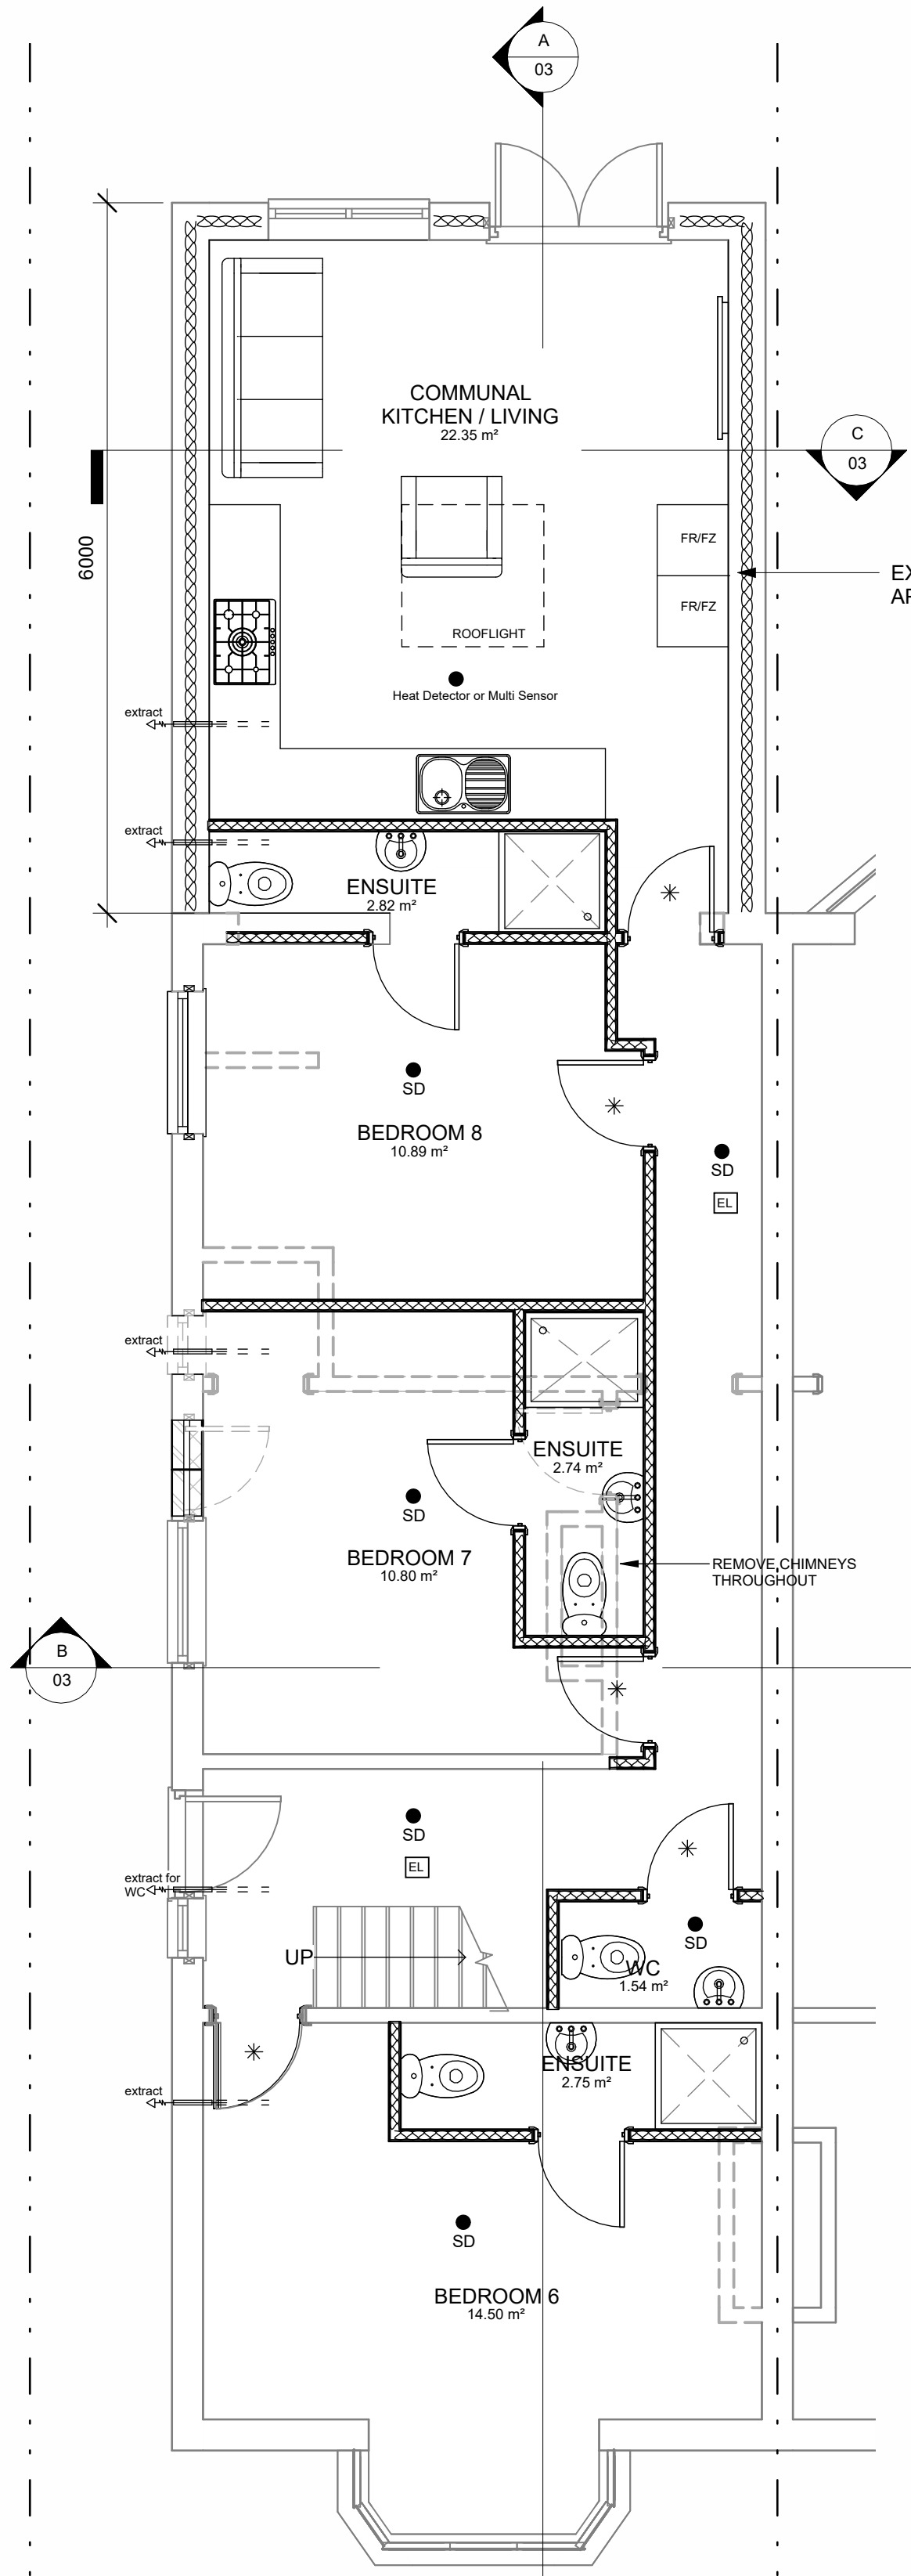 A
03
COMMUNAL
KITCHEN / LIVING
22.35 m²
C
03
6000
FR/FZ
FR/FZ
EX
AF
ROOFLIGHT
Heat Detector or Multi Sensor
extract
extract
ENSUITE
2.82 m²
SD
BEDROOM 8
10.89 m²
SD
EL
extract
ENSUITE
2.74 m²
SD
BEDROOM 7
10.80 m²
REMOVE CHIMNEYS
THROUGHOUT
B
03
SD
EL
extract for
WC
SD
UP
WC
1.54 m²
ENSUITE
2.75 m²
extract
SD
BEDROOM 6
14.50 m²